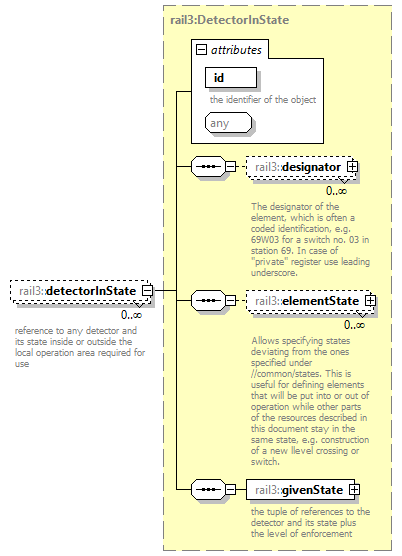 rail3:DetectorInState
attributes
id
the identifier of the object
any
rail3::designator
0..∞
The designator of the
element, which is often a
coded identification, e.g.
69W03 for a switch no. 03 in
station 69. In case of
"private" register use leading
underscore.
rail3::detectorInState
0..∞
reference to any detector and
its state inside or outside the
local operation area required for
use
rail3::elementState
0..∞
Allows specifying states
deviating from the ones
specified under
//common/states. This is
useful for defining elements
that will be put into or out of
operation while other parts
of the resources described in
this document stay in the
same state, e.g. construction
of a new llevel crossing or
switch.
rail3::givenState
the tuple of references to the
detector and its state plus
the level of enforcement